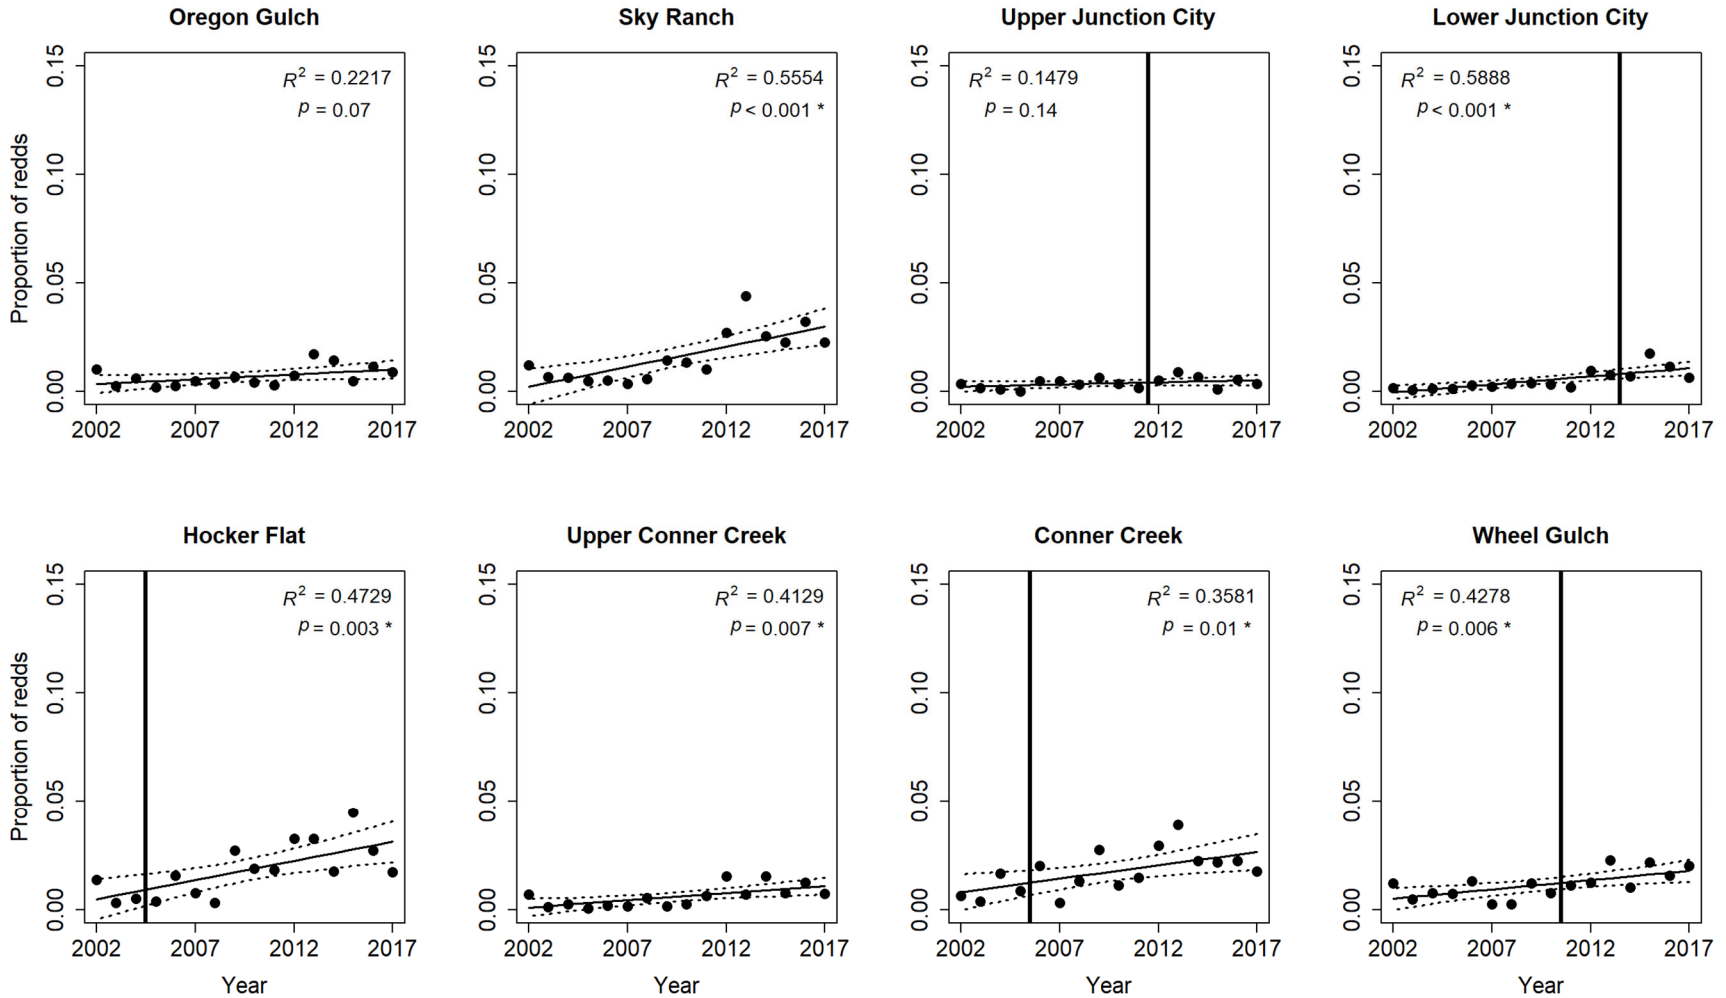 Oregon Gulch
R² = 0.2217
p = 0.07
Proportion of redds
0.15
0.10
0.05
0.00
2002 2007 2012 2017
Sky Ranch
R² = 0.5554
p < 0.001 *
0.15
0.10
0.05
0.00
2002 2007 2012 2017
Upper Junction City
R² = 0.1479
p = 0.14
0.15
0.10
0.05
0.00
2002 2007 2012 2017
Lower Junction City
R² = 0.5888
p < 0.001 *
0.15
0.10
0.05
0.00
2002 2007 2012 2017
Hocker Flat
R² = 0.4729
p = 0.003 *
Proportion of redds
0.15
0.10
0.05
0.00
2002 2007 2012 2017
Year
Upper Conner Creek
R² = 0.4129
p = 0.007 *
0.15
0.10
0.05
0.00
2002 2007 2012 2017
Year
Conner Creek
R² = 0.3581
p = 0.01 *
0.15
0.10
0.05
0.00
2002 2007 2012 2017
Year
Wheel Gulch
R² = 0.4278
p = 0.006 *
0.15
0.10
0.05
0.00
2002 2007 2012 2017
Year